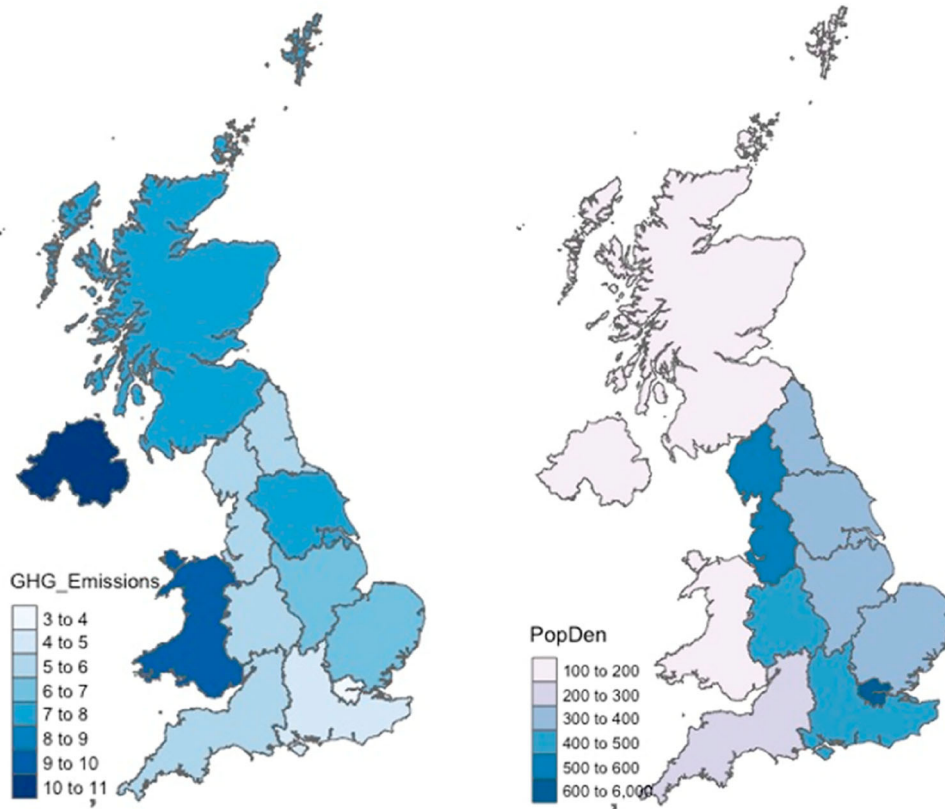 GHG_Emissions
3 to 4
4 to 5
5 to 6
6 to 7
7 to 8
8 to 9
9 to 10
10 to 11
PopDen
100 to 200
200 to 300
300 to 400
400 to 500
500 to 600
600 to 6,000